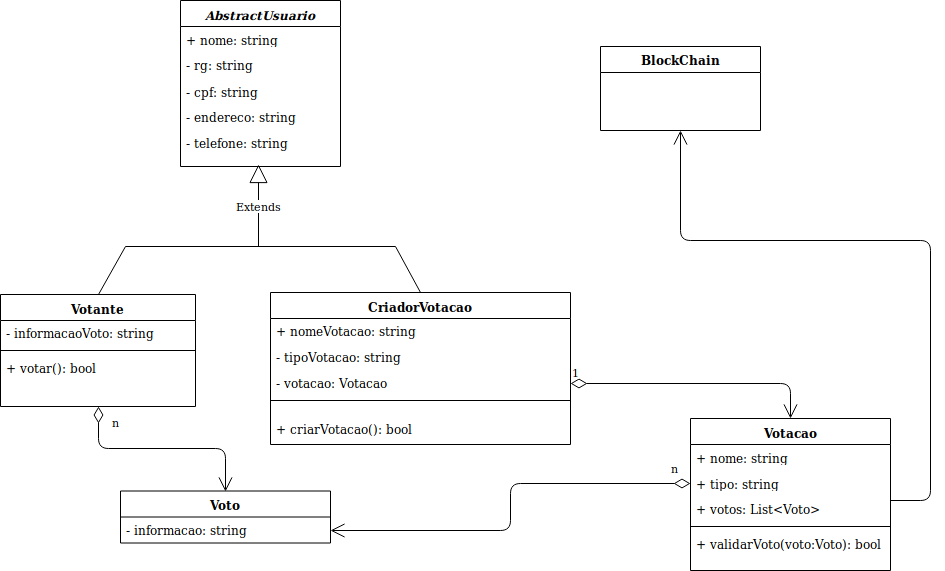 AbstractUsuario
+ nome: string
- rg: string
- cpf: string
- endereco: string
- telefone: string
BlockChain
Extends
Votante
- informacaoVoto: string
+ votar(): bool
n
CriadorVotacao
+ nomeVotacao: string
- tipoVotacao: string
- votacao: Votacao
+ criarVotacao(): bool
1
Votacao
+ nome: string
+ tipo: string
+ votos: List<Voto>
+ validarVoto(voto:Voto): bool
n
Voto
- informacao: string